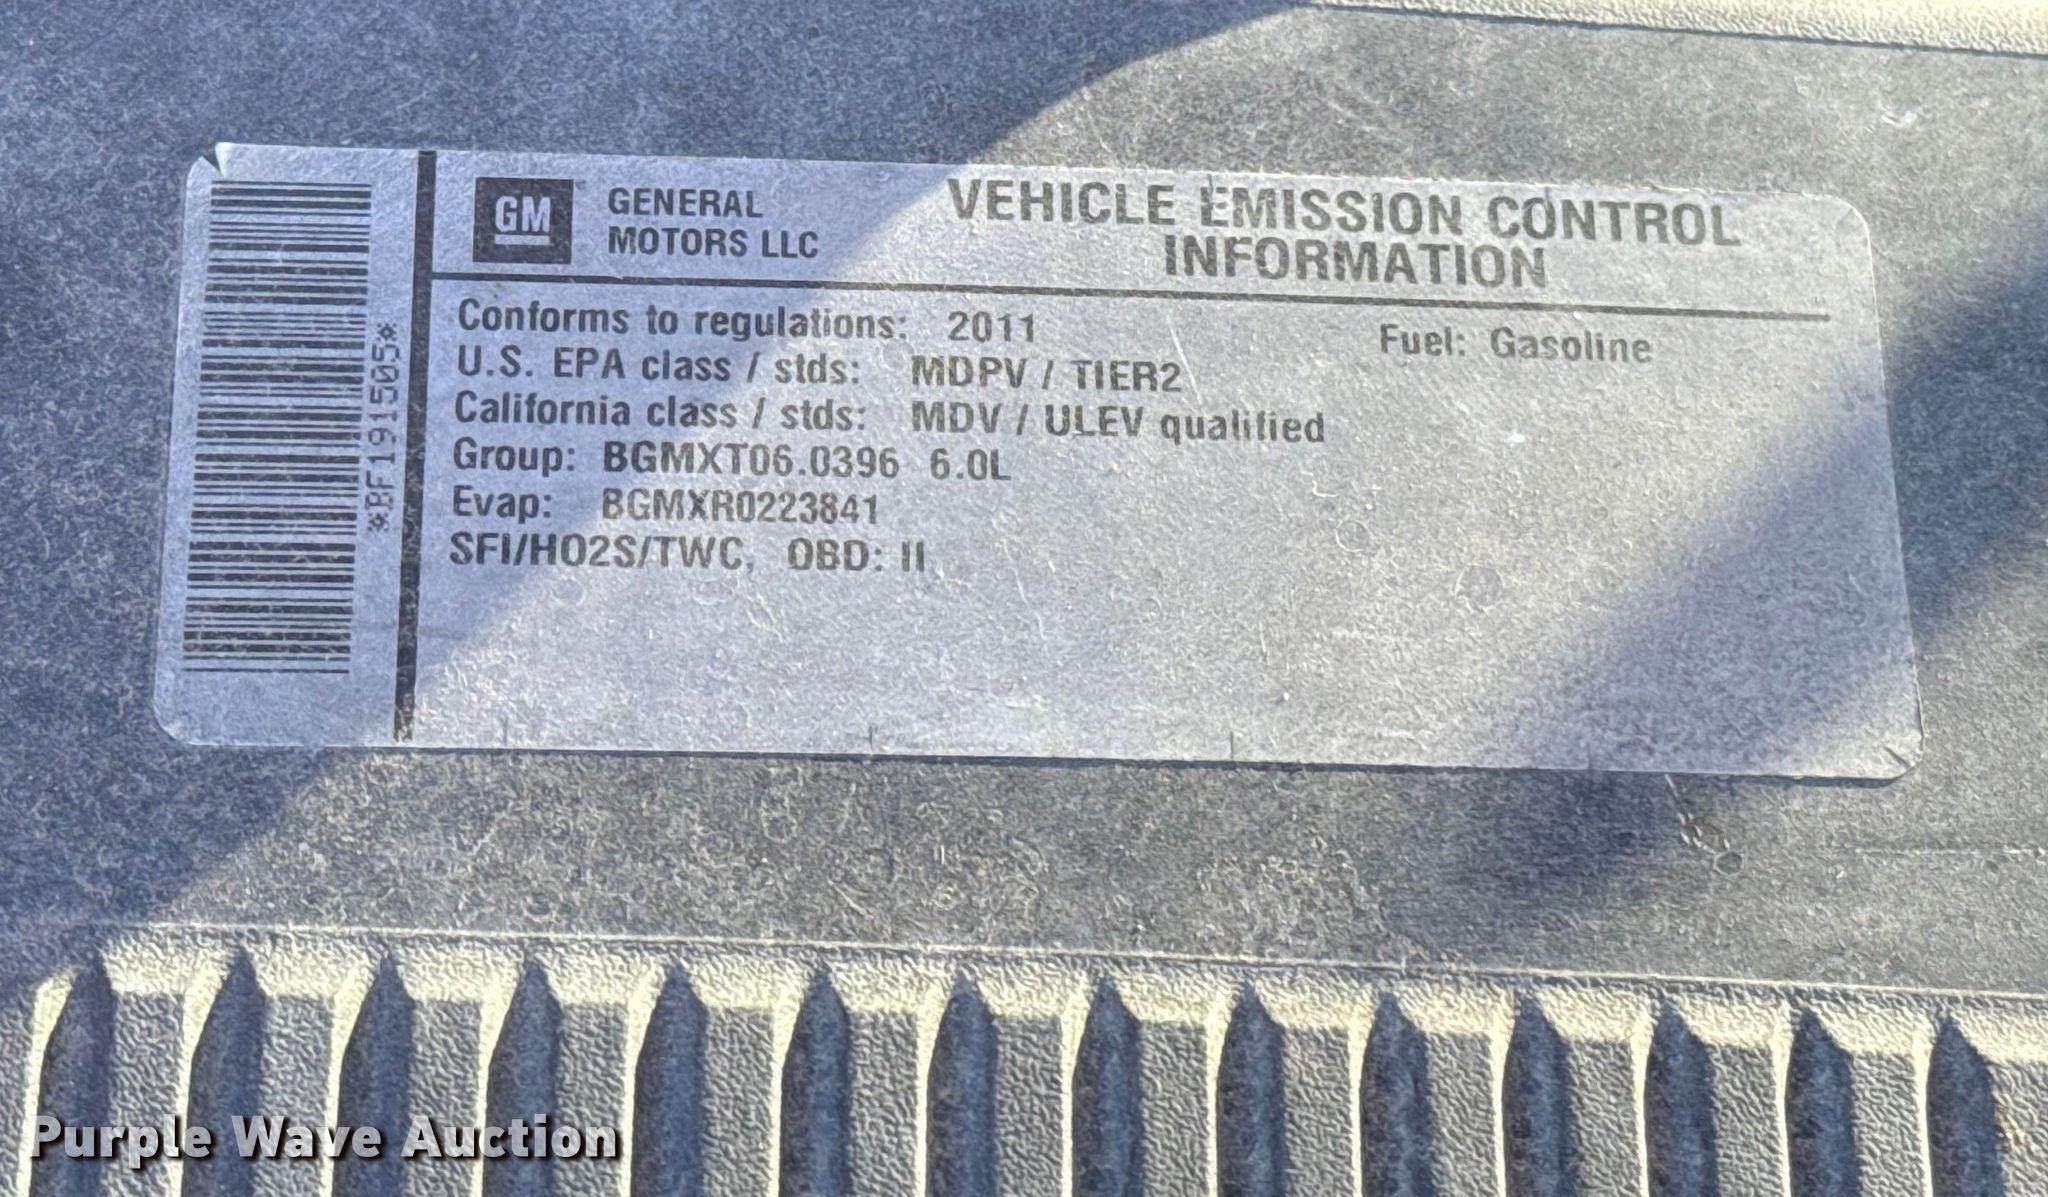 GM GENERAL
MOTORS LLC
VEHICLE EMISSION CONTROL
INFORMATION
Conforms to regulations: 2011 Fuel: Gasoline
U.S. EPA class / stds: MDPV / TIER2
California class / stds: MDV / ULEV qualified
Group: BGMXT06.0396 6.0L
Evap: BGMXR0223841
SFI/HO2S/TWC, OBD: II
*BF191505*
Purple Wave Auction